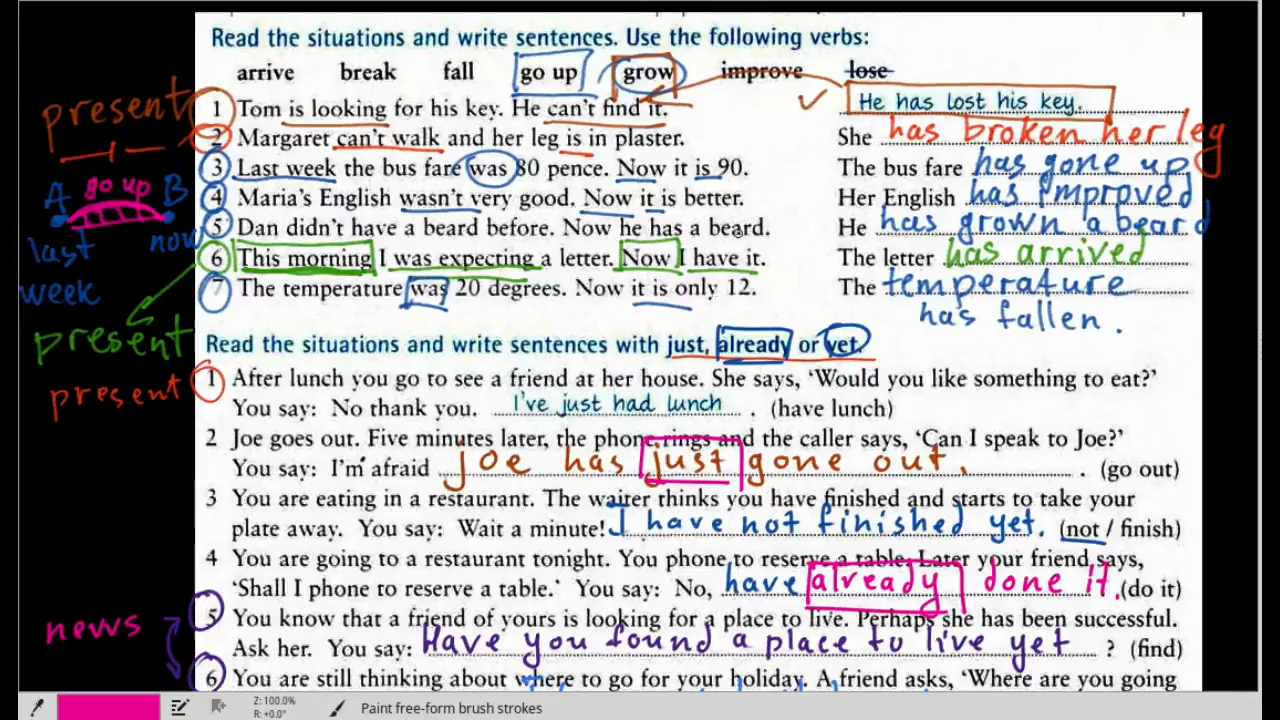 Read the situations and write sentences. Use the following verbs:
arrive break fall go up grow improve lose
present
1 Tom is looking for his key. He can't find it. He has lost his key.
2 Margaret can't walk and her leg is in plaster. She has broken her leg
3 Last week the bus fare was 80 pence. Now it is 90. The bus fare has gone up
A go up B
4 Maria's English wasn't very good. Now it is better. Her English has improved
5 Dan didn't have a beard before. Now he has a beard. He has grown a beard
last now
week
6 This morning I was expecting a letter. Now I have it. The letter has arrived
7 The temperature was 20 degrees. Now it is only 12. The temperature
has fallen.
present
Read the situations and write sentences with just, already or yet.
present
1 After lunch you go to see a friend at her house. She says, 'Would you like something to eat?'
You say: No thank you. I've just had lunch . (have lunch)
2 Joe goes out. Five minutes later, the phone rings and the caller says, 'Can I speak to Joe?'
You say: I'm afraid Joe has just gone out. . (go out)
3 You are eating in a restaurant. The waiter thinks you have finished and starts to take your
plate away. You say: Wait a minute! I have not finished yet. (not / finish)
4 You are going to a restaurant tonight. You phone to reserve a table. Later your friend says,
'Shall I phone to reserve a table.' You say: No, have already done it. (do it)
news
5 You know that a friend of yours is looking for a place to live. Perhaps she has been successful.
Ask her. You say: Have you found a place to live yet ? (find)
6 You are still thinking about where to go for your holiday. A friend asks, 'Where are you going
Z: 100.0%
R: +0.0°
Paint free-form brush strokes